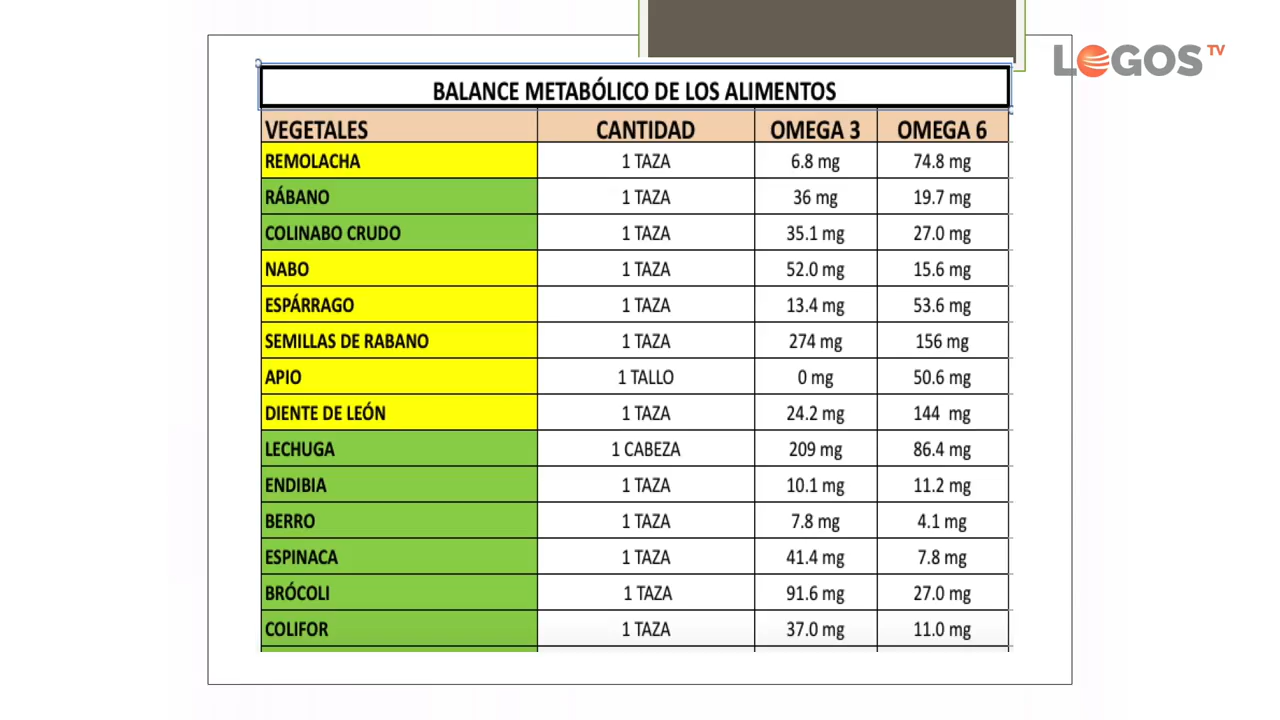 LOGOS TV
BALANCE METABÓLICO DE LOS ALIMENTOS
VEGETALES CANTIDAD OMEGA 3 OMEGA 6
REMOLACHA 1 TAZA 6.8 mg 74.8 mg
RÁBANO 1 TAZA 36 mg 19.7 mg
COLINABO CRUDO 1 TAZA 35.1 mg 27.0 mg
NABO 1 TAZA 52.0 mg 15.6 mg
ESPÁRRAGO 1 TAZA 13.4 mg 53.6 mg
SEMILLAS DE RABANO 1 TAZA 274 mg 156 mg
APIO 1 TALLO 0 mg 50.6 mg
DIENTE DE LEÓN 1 TAZA 24.2 mg 144 mg
LECHUGA 1 CABEZA 209 mg 86.4 mg
ENDIBIA 1 TAZA 10.1 mg 11.2 mg
BERRO 1 TAZA 7.8 mg 4.1 mg
ESPINACA 1 TAZA 41.4 mg 7.8 mg
BRÓCOLI 1 TAZA 91.6 mg 27.0 mg
COLIFOR 1 TAZA 37.0 mg 11.0 mg